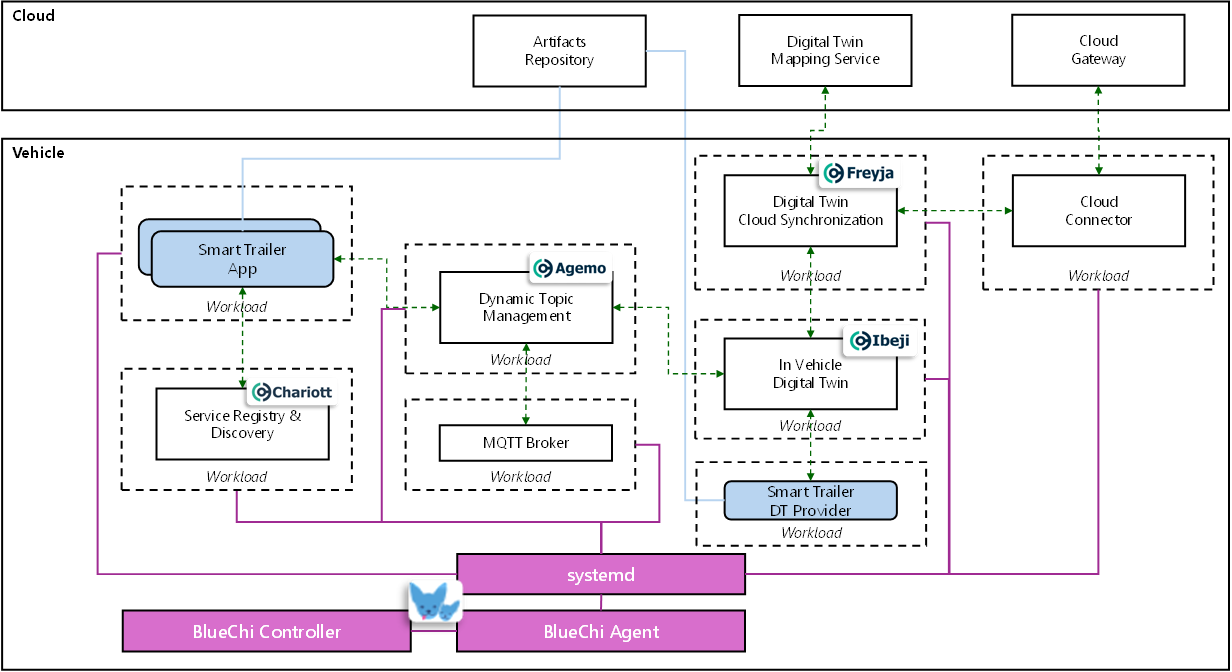 Cloud
Artifacts
Repository
Digital Twin
Mapping Service
Cloud
Gateway
Vehicle
Freyja
Digital Twin
Cloud Synchronization
Workload
Cloud
Connector
Workload
Smart Trailer
App
Workload
Agemo
Dynamic Topic
Management
Workload
Ibeji
In Vehicle
Digital Twin
Workload
Chariott
Service Registry &
Discovery
Workload
MQTT Broker
Workload
Smart Trailer
DT Provider
Workload
systemd
BlueChi Controller
BlueChi Agent